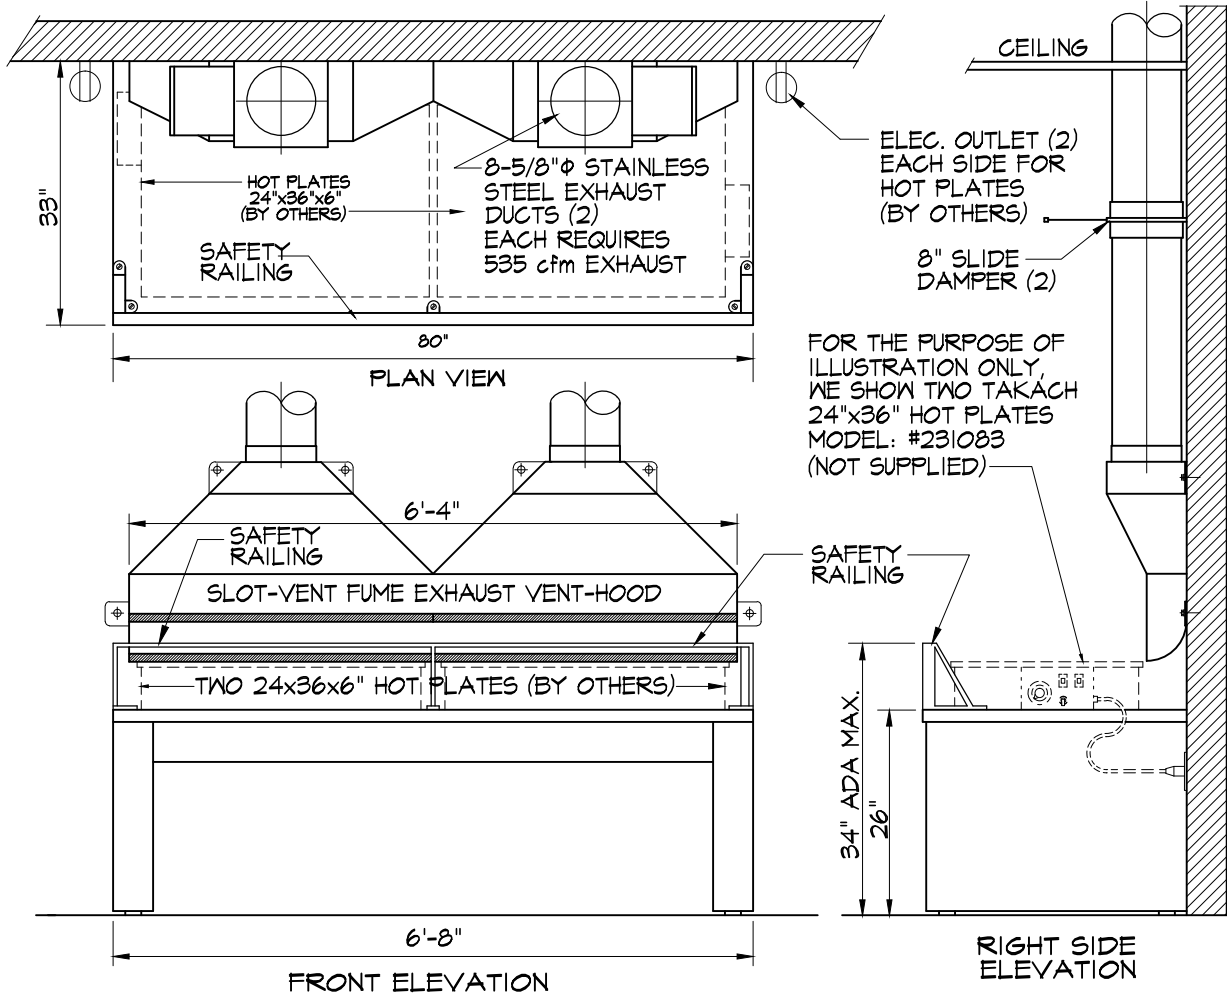 CEILING
ELEC. OUTLET (2)
EACH SIDE FOR
HOT PLATES
(BY OTHERS)
8-5/8"Φ STAINLESS
STEEL EXHAUST
DUCTS (2)
EACH REQUIRES
535 cfm EXHAUST
HOT PLATES
24"x36"x6"
(BY OTHERS)
33"
SAFETY
RAILING
8" SLIDE
DAMPER (2)
80"
PLAN VIEW
FOR THE PURPOSE OF
ILLUSTRATION ONLY,
WE SHOW TWO TAKACH
24"x36" HOT PLATES
MODEL: #231083
(NOT SUPPLIED)
6'-4"
SAFETY
RAILING
SAFETY
RAILING
SLOT-VENT FUME EXHAUST VENT-HOOD
TWO 24x36x6" HOT PLATES (BY OTHERS)
34" ADA MAX.
26"
6'-8"
FRONT ELEVATION
RIGHT SIDE
ELEVATION